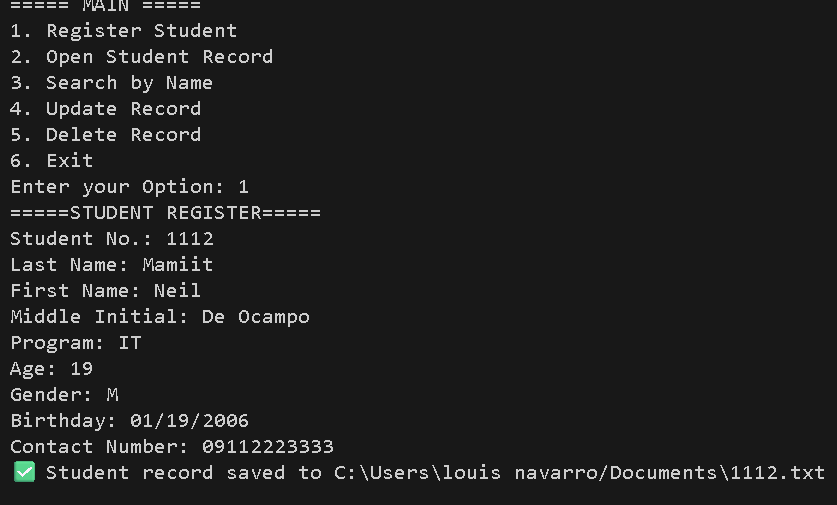 ===== MAIN =====
1. Register Student
2. Open Student Record
3. Search by Name
4. Update Record
5. Delete Record
6. Exit
Enter your Option: 1
=====STUDENT REGISTER=====
Student No.: 1112
Last Name: Mamiit
First Name: Neil
Middle Initial: De Ocampo
Program: IT
Age: 19
Gender: M
Birthday: 01/19/2006
Contact Number: 09112223333
✅ Student record saved to C:\Users\louis navarro/Documents\1112.txt